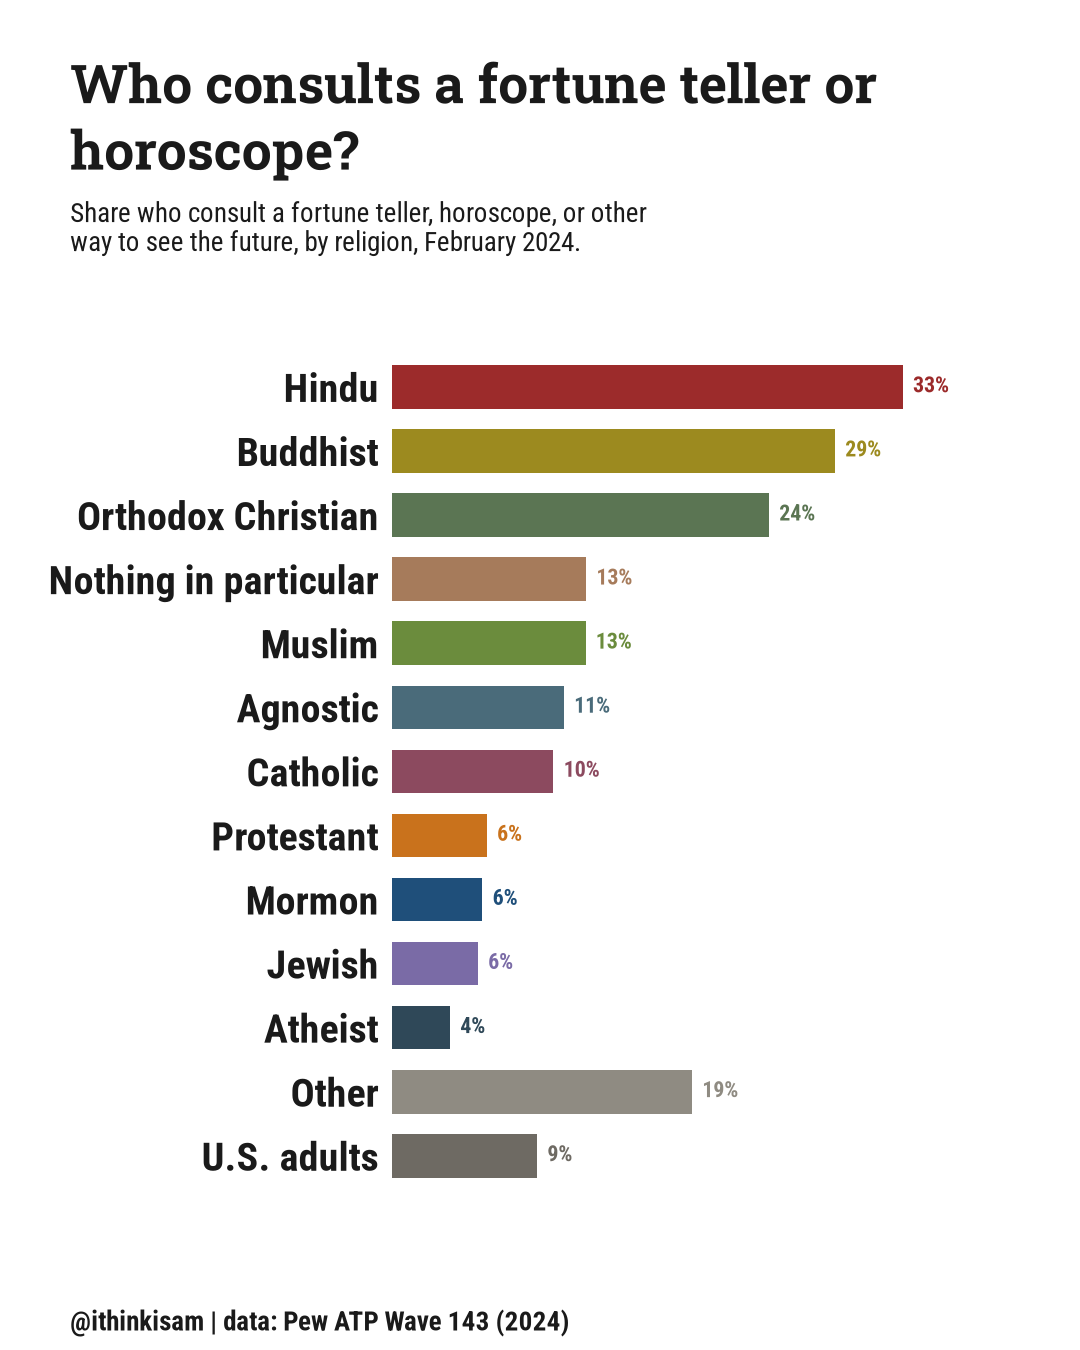 Who consults a fortune teller or
horoscope?
Share who consult a fortune teller, horoscope, or other
way to see the future, by religion, February 2024.
Hindu 33%
Buddhist 29%
Orthodox Christian 24%
Nothing in particular 13%
Muslim 13%
Agnostic 11%
Catholic 10%
Protestant 6%
Mormon 6%
Jewish 6%
Atheist 4%
Other 19%
U.S. adults 9%
@ithinkisam | data: Pew ATP Wave 143 (2024)